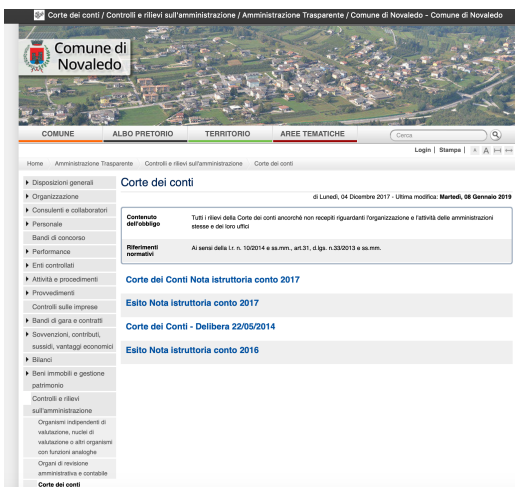 Corte dei conti / Controlli e rilievi sull'amministrazione / Amministrazione Trasparente / Comune di Novaledo - Comune di Novaledo
Comune di
Novaledo
COMUNE ALBO PRETORIO TERRITORIO AREE TEMATICHE Cerca
Login | Stampa | A A
Home Amministrazione Trasparente Controlli e rilievi sull'amministrazione Corte dei conti
Disposizioni generali
Organizzazione
Consulenti e collaboratori
Personale
Bandi di concorso
Performance
Enti controllati
Attività e procedimenti
Provvedimenti
Controlli sulle imprese
Bandi di gara e contratti
Sovvenzioni, contributi,
sussidi, vantaggi economici
Bilanci
Beni immobili e gestione
patrimonio
Controlli e rilievi
sull'amministrazione
Organismi indipendenti di
valutazione, nuclei di
valutazione o altri organismi
con funzioni analoghe
Organi di revisione
amministrativa e contabile
Corte dei conti
Corte dei conti
di Lunedì, 04 Dicembre 2017 - Ultima modifica: Martedì, 08 Gennaio 2019
Contenuto
dell'obbligo
Tutti i rilievi della Corte dei conti ancorché non recepiti riguardanti l'organizzazione e l'attività delle amministrazioni
stesse e dei loro uffici
Riferimenti
normativi
Ai sensi della l.r. n. 10/2014 e ss.mm., art.31, d.lgs. n.33/2013 e ss.mm.
Corte dei Conti Nota istruttoria conto 2017
Esito Nota istruttoria conto 2017
Corte dei Conti - Delibera 22/05/2014
Esito Nota istruttoria conto 2016